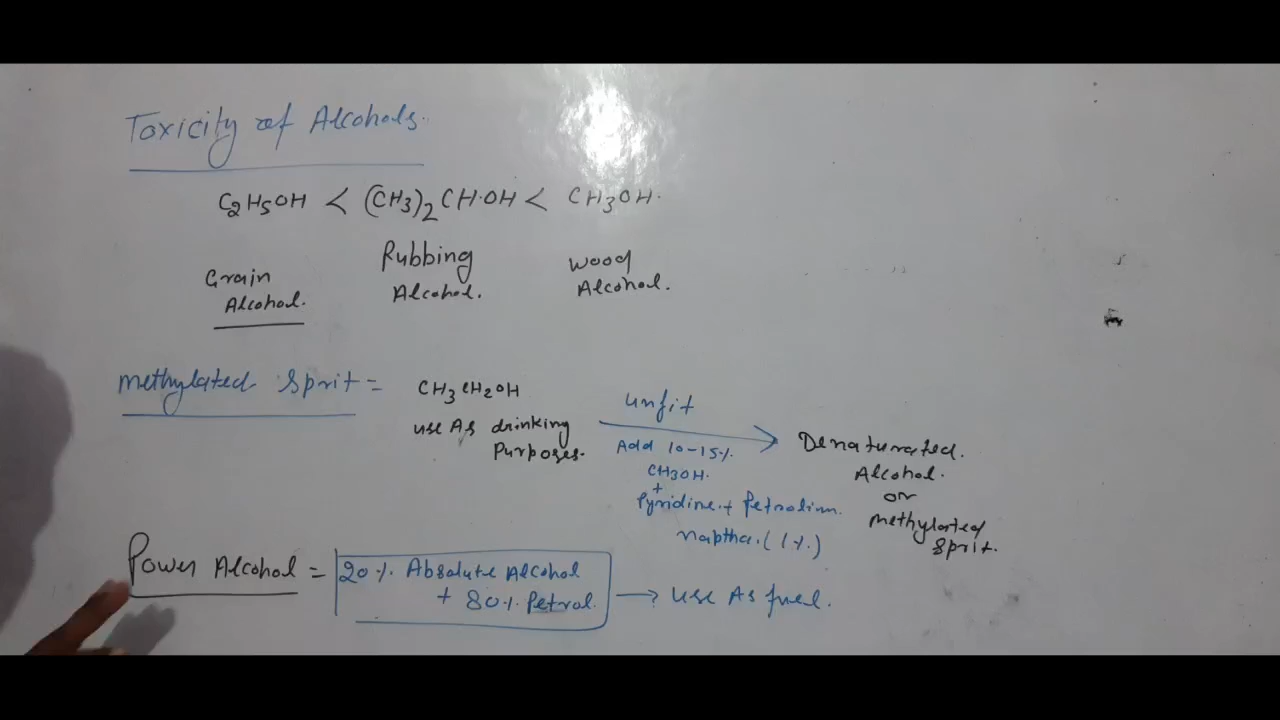 Toxicity of Alcohols.
C2H5OH < (CH3)2CH·OH < CH3OH.
Grain Alcohol.
Rubbing Alcohol.
Wood Alcohol.
Methylated Sprit = CH3CH2OH
use As drinking
Purposes.
unfit
Add 10-15%
CH3OH.
+
Pyridine + Petrolium
naptha. (1%)
Denaturated
Alcohol.
or
methylated
Sprit.
Power Alcohol = 20% Absolute Alcohol
+ 80% Petrol. → use As fuel.